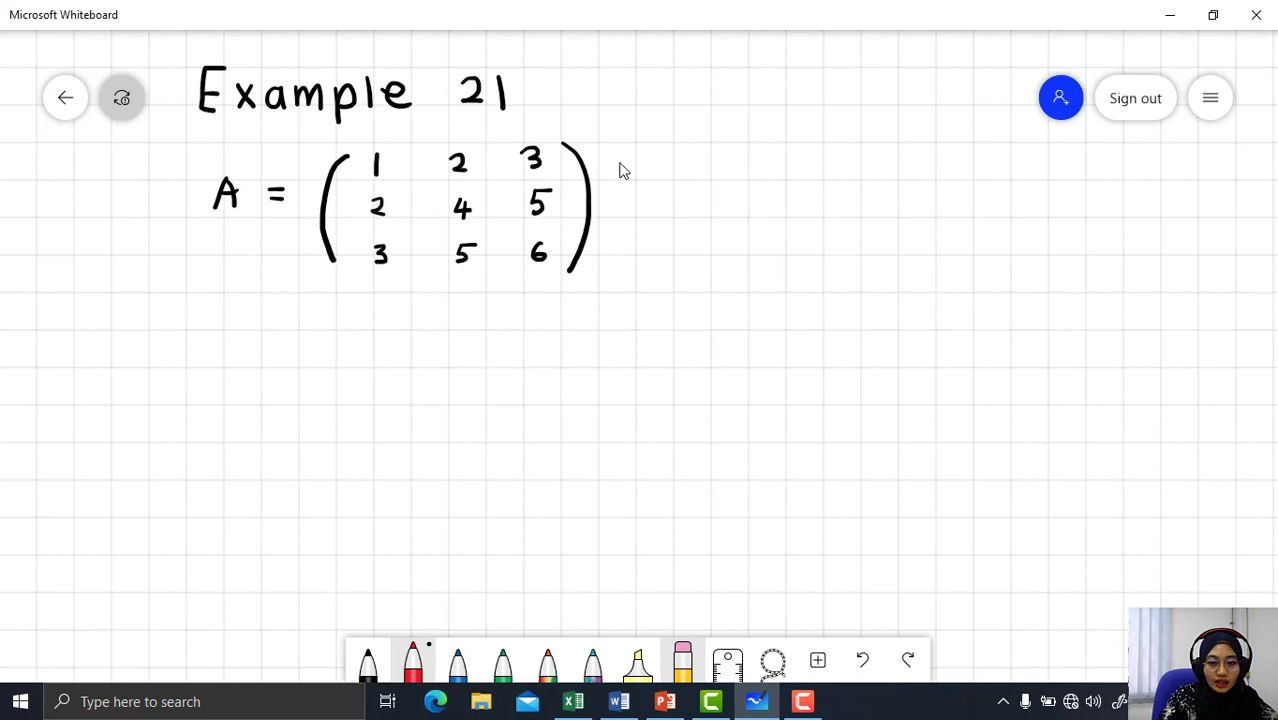 Microsoft Whiteboard
Example 21
Sign out
A = ( 1 2 3
2 4 5
3 5 6 )
Type here to search